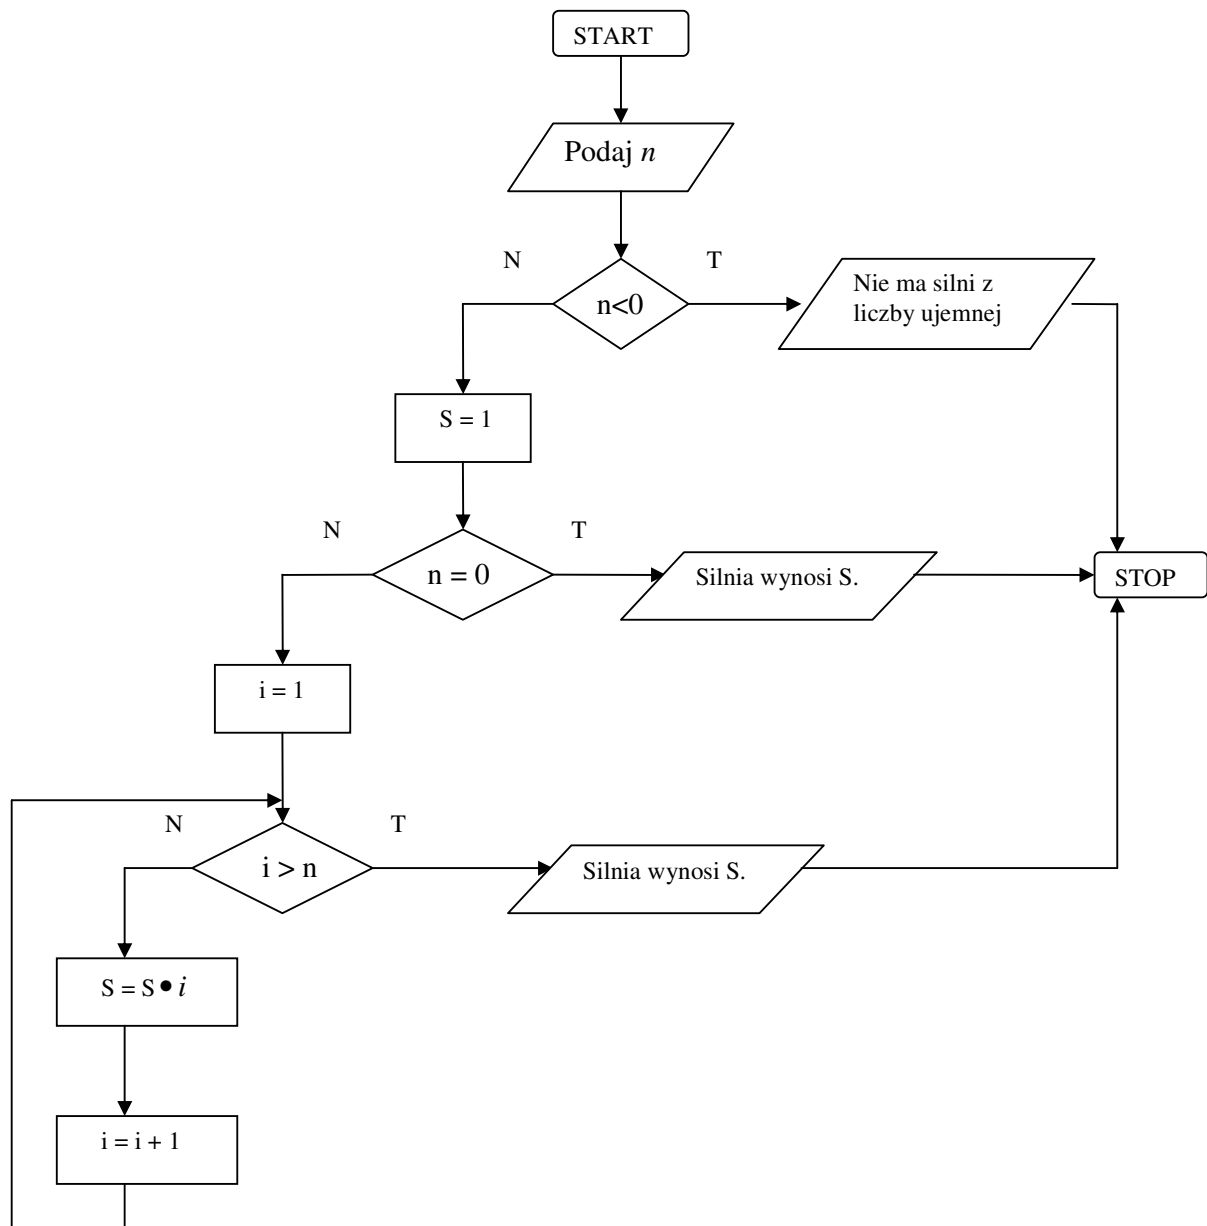 START
Podaj n
N
T
n<0
Nie ma silni z
liczby ujemnej
S = 1
N
T
n = 0
Silnia wynosi S.
STOP
i = 1
N
T
i > n
Silnia wynosi S.
S = S • i
i = i + 1